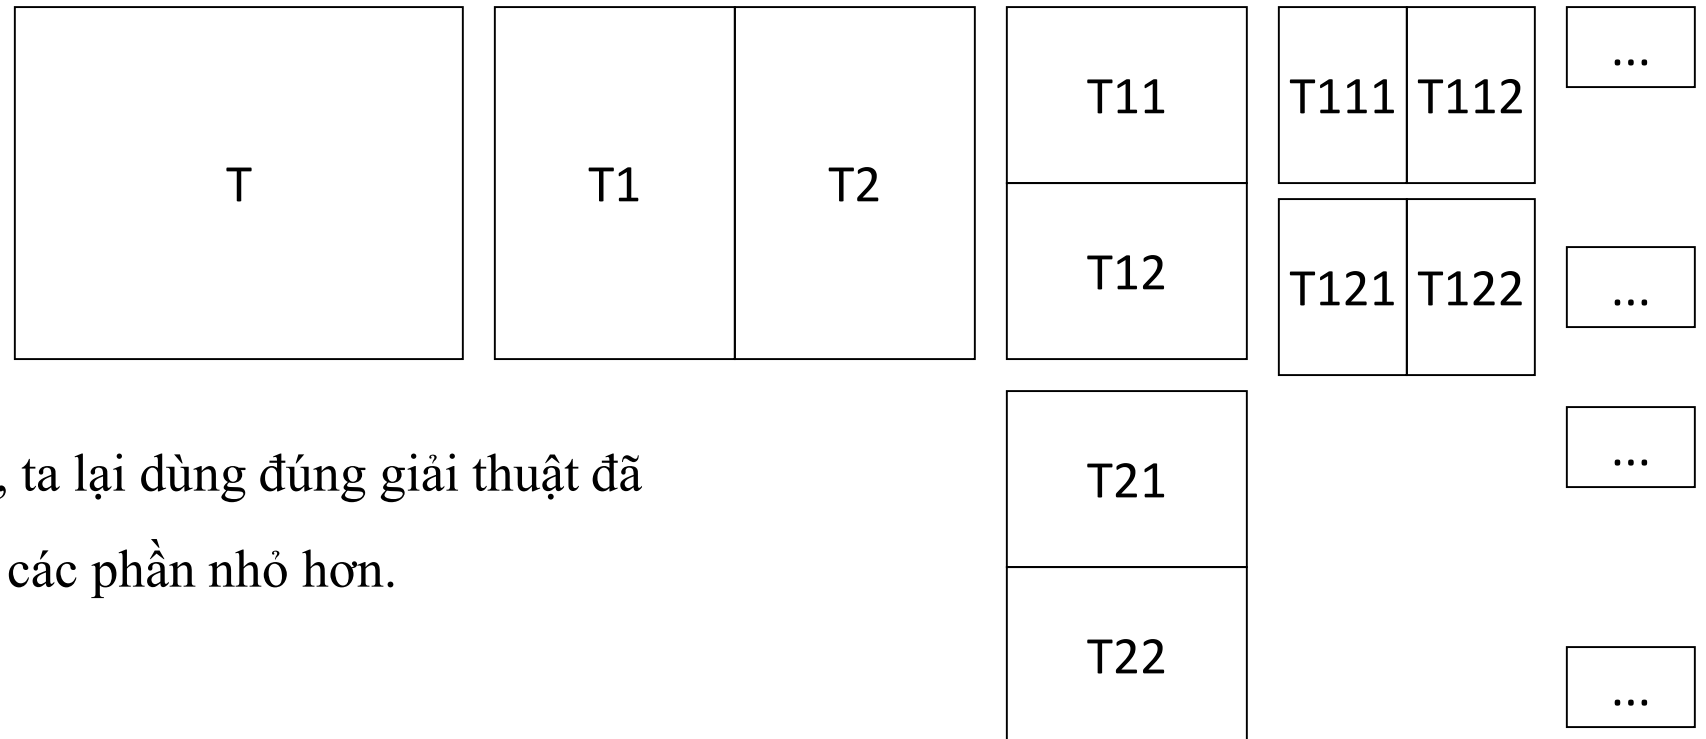 T
T1 T2
T11
T12
T111 T112
T121 T122
...
...
, ta lại dùng đúng giải thuật đã
các phần nhỏ hơn.
T21
T22
...
...